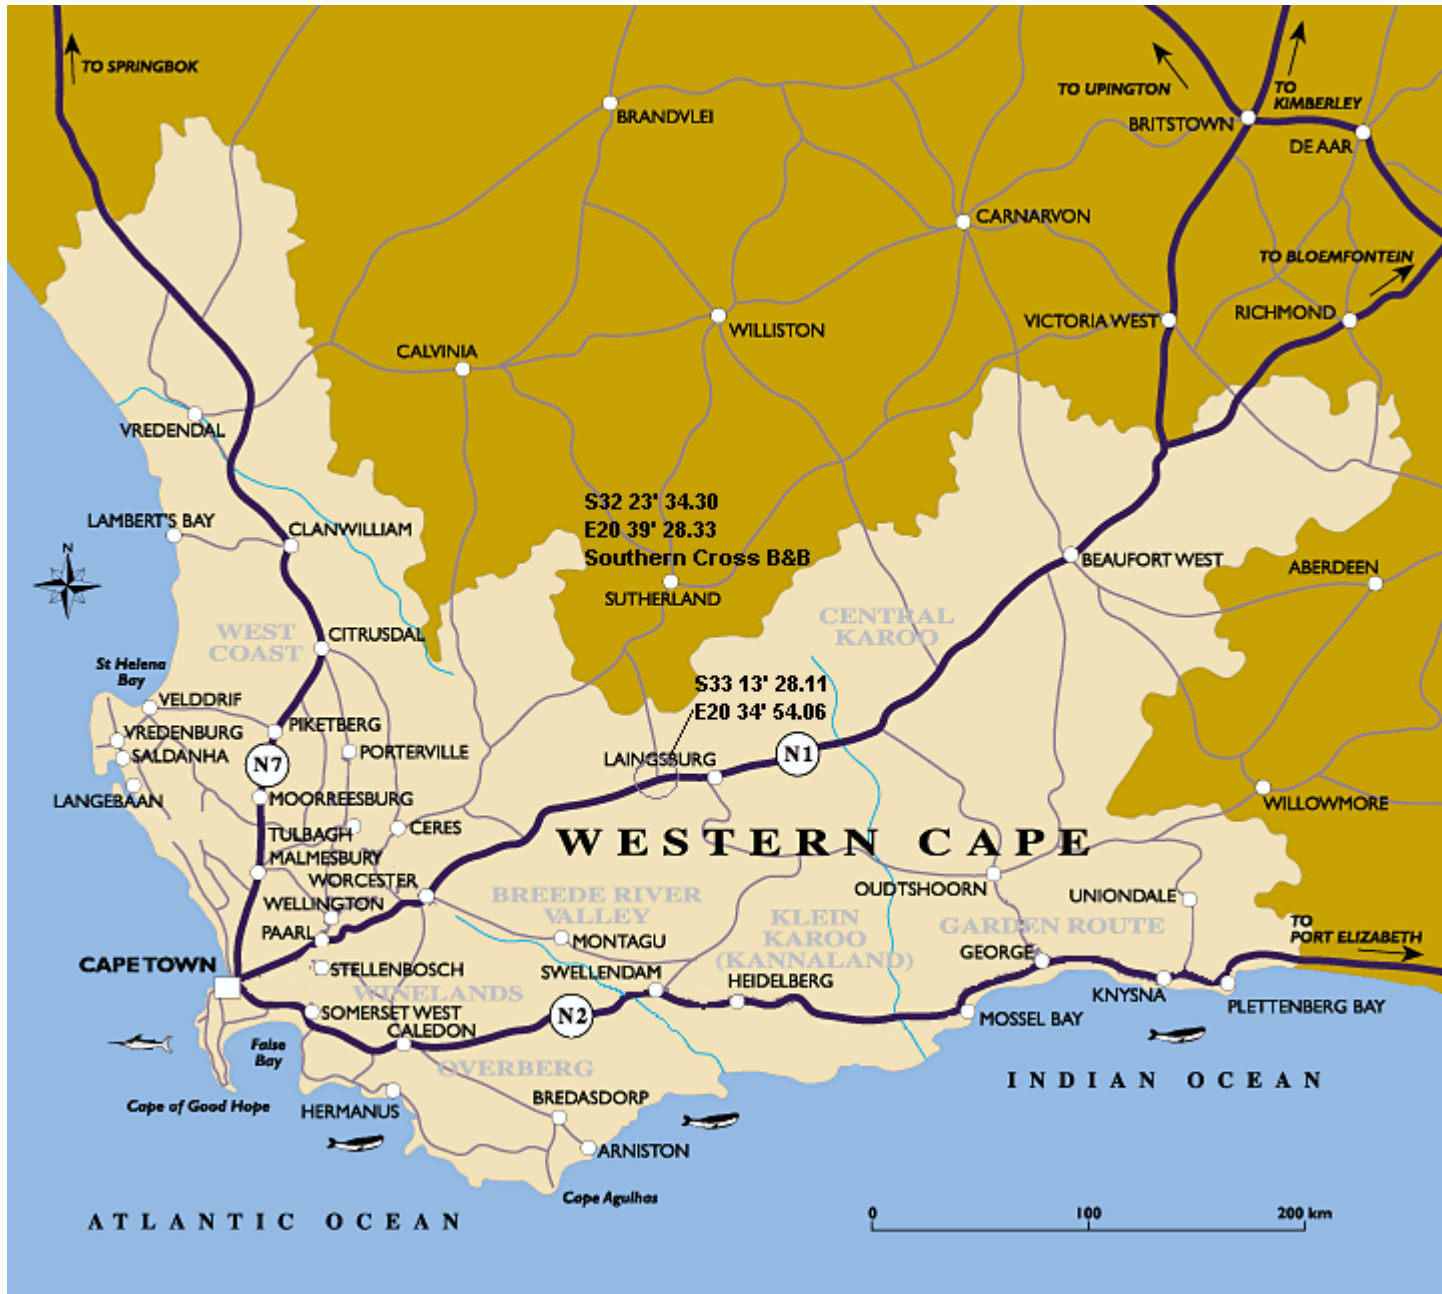 TO SPRINGBOK
BRANDVLEI
TO UPINGTON
TO
KIMBERLEY
BRITSTOWN
DE AAR
CARNARVON
TO BLOEMFONTEIN
WILLISTON
VICTORIA WEST
RICHMOND
CALVINIA
VREDENDAL
S32 23' 34.30
E20 39' 28.33
Southern Cross B&B
LAMBERT'S BAY
CLANWILLIAM
N
BEAUFORT WEST
ABERDEEN
SUTHERLAND
CENTRAL
KAROO
WEST
COAST
CITRUSDAL
St Helena
Bay
VELDDRIF
S33 13' 28.11
E20 34' 54.06
VREDENBURG
SALDANHA
PIKETBERG
PORTERVILLE
N7
LAINGSBURG
N1
LANGEBAAN
MOORREESBURG
WILLOWMORE
TULBAGH
CERES
WESTERN CAPE
MALMESBURY
WORCESTER
OUDTSHOORN
UNIONDALE
WELLINGTON
BREEDE RIVER
VALLEY
KLEIN
KAROO
(KANNALAND)
GARDEN ROUTE
TO
PORT ELIZABETH
PAARL
MONTAGU
GEORGE
CAPE TOWN
STELLENBOSCH
SWELLENDAM
HEIDELBERG
WINELANDS
KNYSNA
PLETTENBERG BAY
SOMERSET WEST
N2
MOSSEL BAY
CALEDON
False
Bay
OVERBERG
INDIAN OCEAN
Cape of Good Hope
HERMANUS
BREDASDORP
ARNISTON
Cape Agulhas
ATLANTIC OCEAN
0 100 200 km